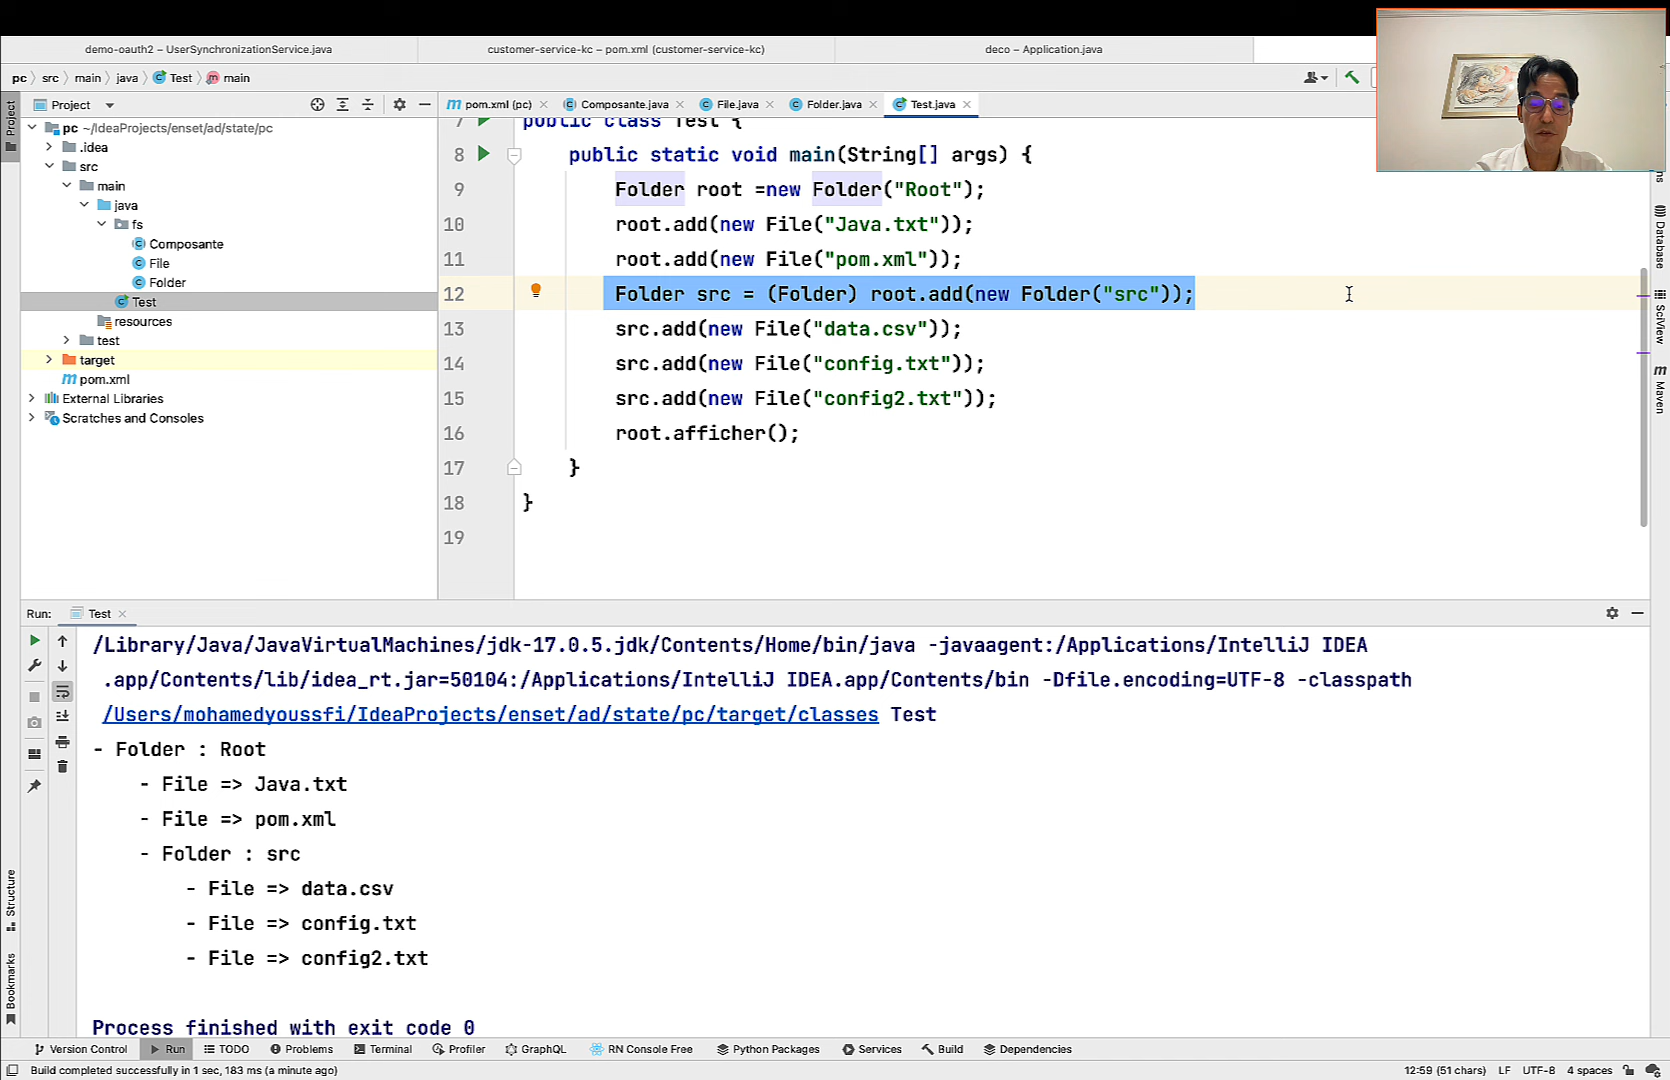 demo-oauth2 – UserSynchronizationService.java
customer-service-kc – pom.xml (customer-service-kc)
deco – Application.java
pc > src > main > java > Test > main
Project
pom.xml (pc)
Composante.java
File.java
Folder.java
Test.java
Project
pc ~/IdeaProjects/enset/ad/state/pc
.idea
src
main
java
fs
Composante
File
Folder
Test
resources
test
target
pom.xml
External Libraries
Scratches and Consoles
7 public class Test {
8 public static void main(String[] args) {
9 Folder root =new Folder("Root");
10 root.add(new File("Java.txt"));
11 root.add(new File("pom.xml"));
12 Folder src = (Folder) root.add(new Folder("src"));
13 src.add(new File("data.csv"));
14 src.add(new File("config.txt"));
15 src.add(new File("config2.txt"));
16 root.afficher();
17 }
18 }
19
Database
SciView
Maven
Run: Test
/Library/Java/JavaVirtualMachines/jdk-17.0.5.jdk/Contents/Home/bin/java -javaagent:/Applications/IntelliJ IDEA
.app/Contents/lib/idea_rt.jar=50104:/Applications/IntelliJ IDEA.app/Contents/bin -Dfile.encoding=UTF-8 -classpath
/Users/mohamedyoussfi/IdeaProjects/enset/ad/state/pc/target/classes Test
- Folder : Root
- File => Java.txt
- File => pom.xml
- Folder : src
- File => data.csv
- File => config.txt
- File => config2.txt
Process finished with exit code 0
Structure
Bookmarks
Version Control
Run
TODO
Problems
Terminal
Profiler
GraphQL
RN Console Free
Python Packages
Services
Build
Dependencies
Build completed successfully in 1 sec, 183 ms (a minute ago)
12:59 (51 chars) LF UTF-8 4 spaces